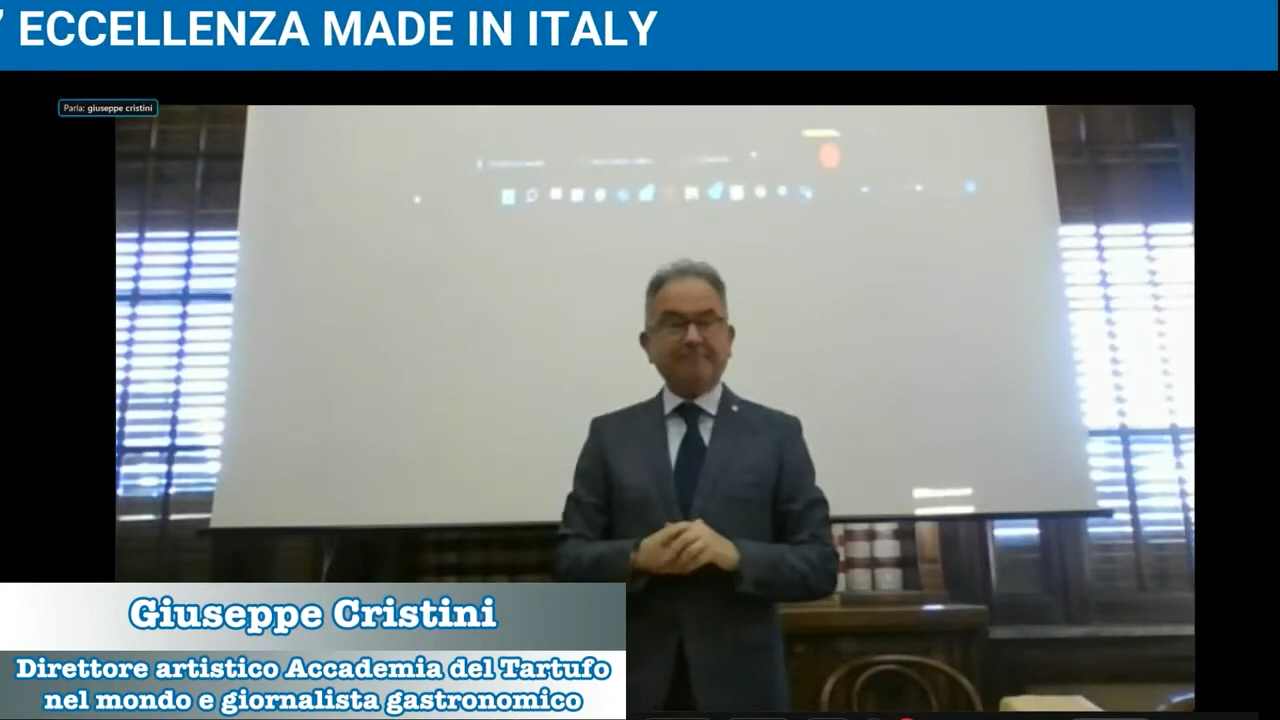 ’ ECCELLENZA MADE IN ITALY
Parla: giuseppe cristini
Giuseppe Cristini
Direttore artistico Accademia del Tartufo
nel mondo e giornalista gastronomico